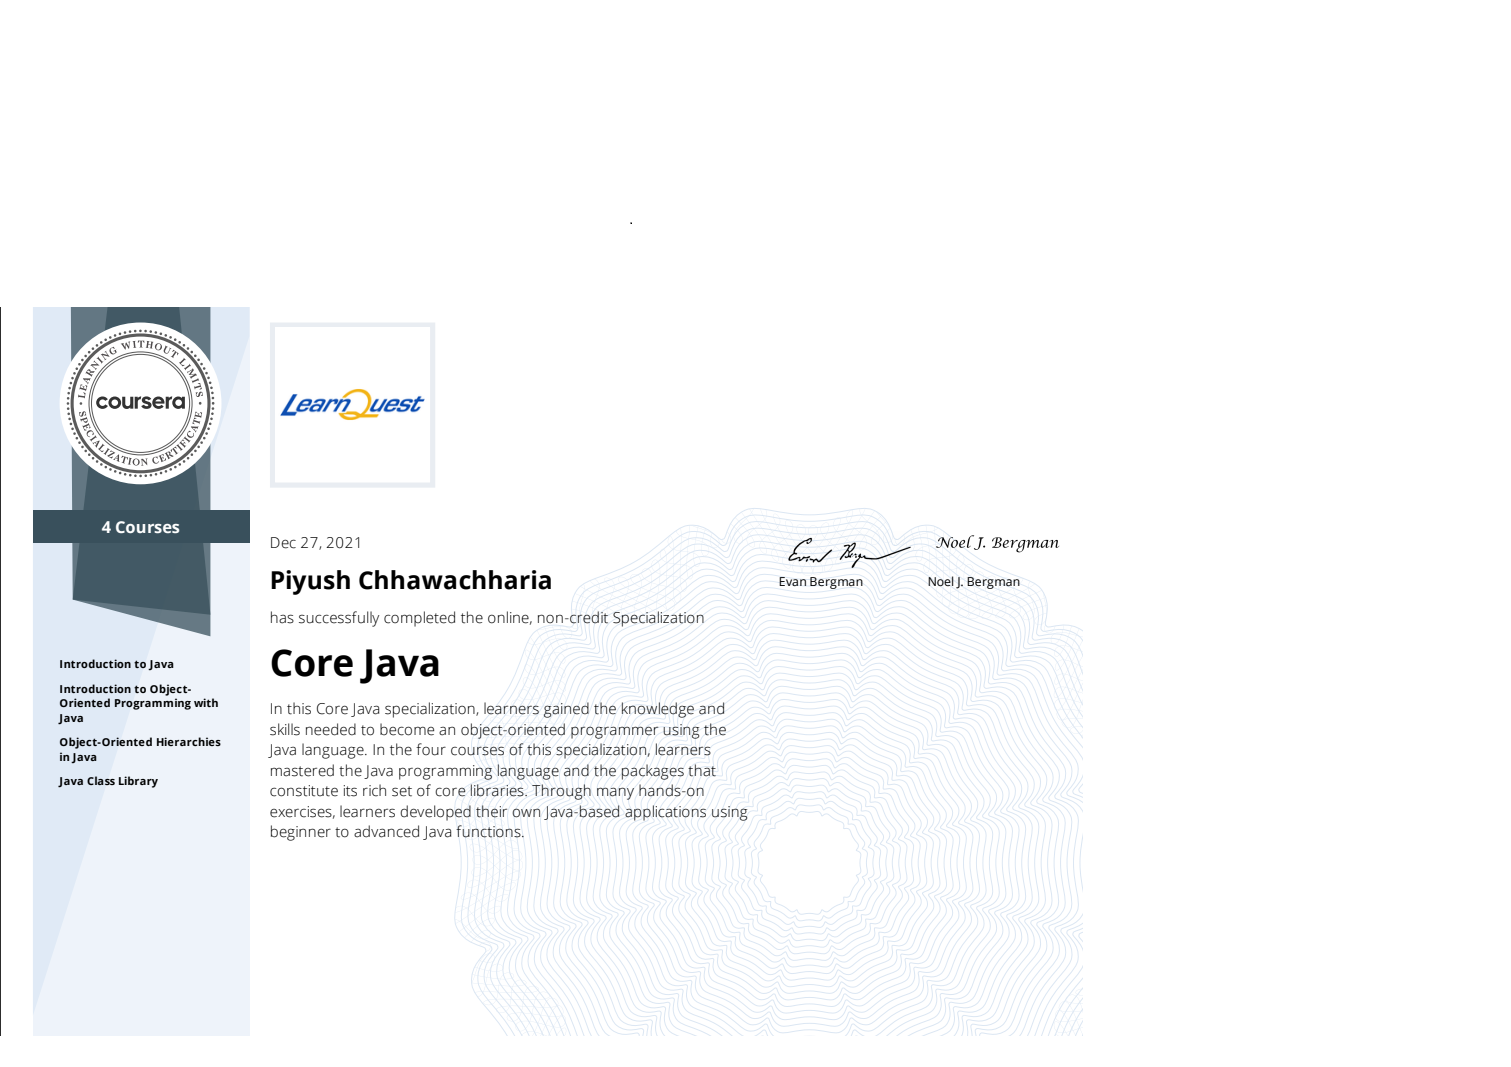 .
LEARNING WITHOUT LIMITS
coursera
SPECIALIZATION CERTIFICATE
4 Courses
Introduction to Java
Introduction to Object-
Oriented Programming with
Java
Object-Oriented Hierarchies
in Java
Java Class Library
LearnQuest
Dec 27, 2021
Piyush Chhawachharia
has successfully completed the online, non-credit Specialization
Core Java
In this Core Java specialization, learners gained the knowledge and
skills needed to become an object-oriented programmer using the
Java language. In the four courses of this specialization, learners
mastered the Java programming language and the packages that
constitute its rich set of core libraries. Through many hands-on
exercises, learners developed their own Java-based applications using
beginner to advanced Java functions.
Evan Berg
Noel J. Bergman
Evan Bergman
Noel J. Bergman